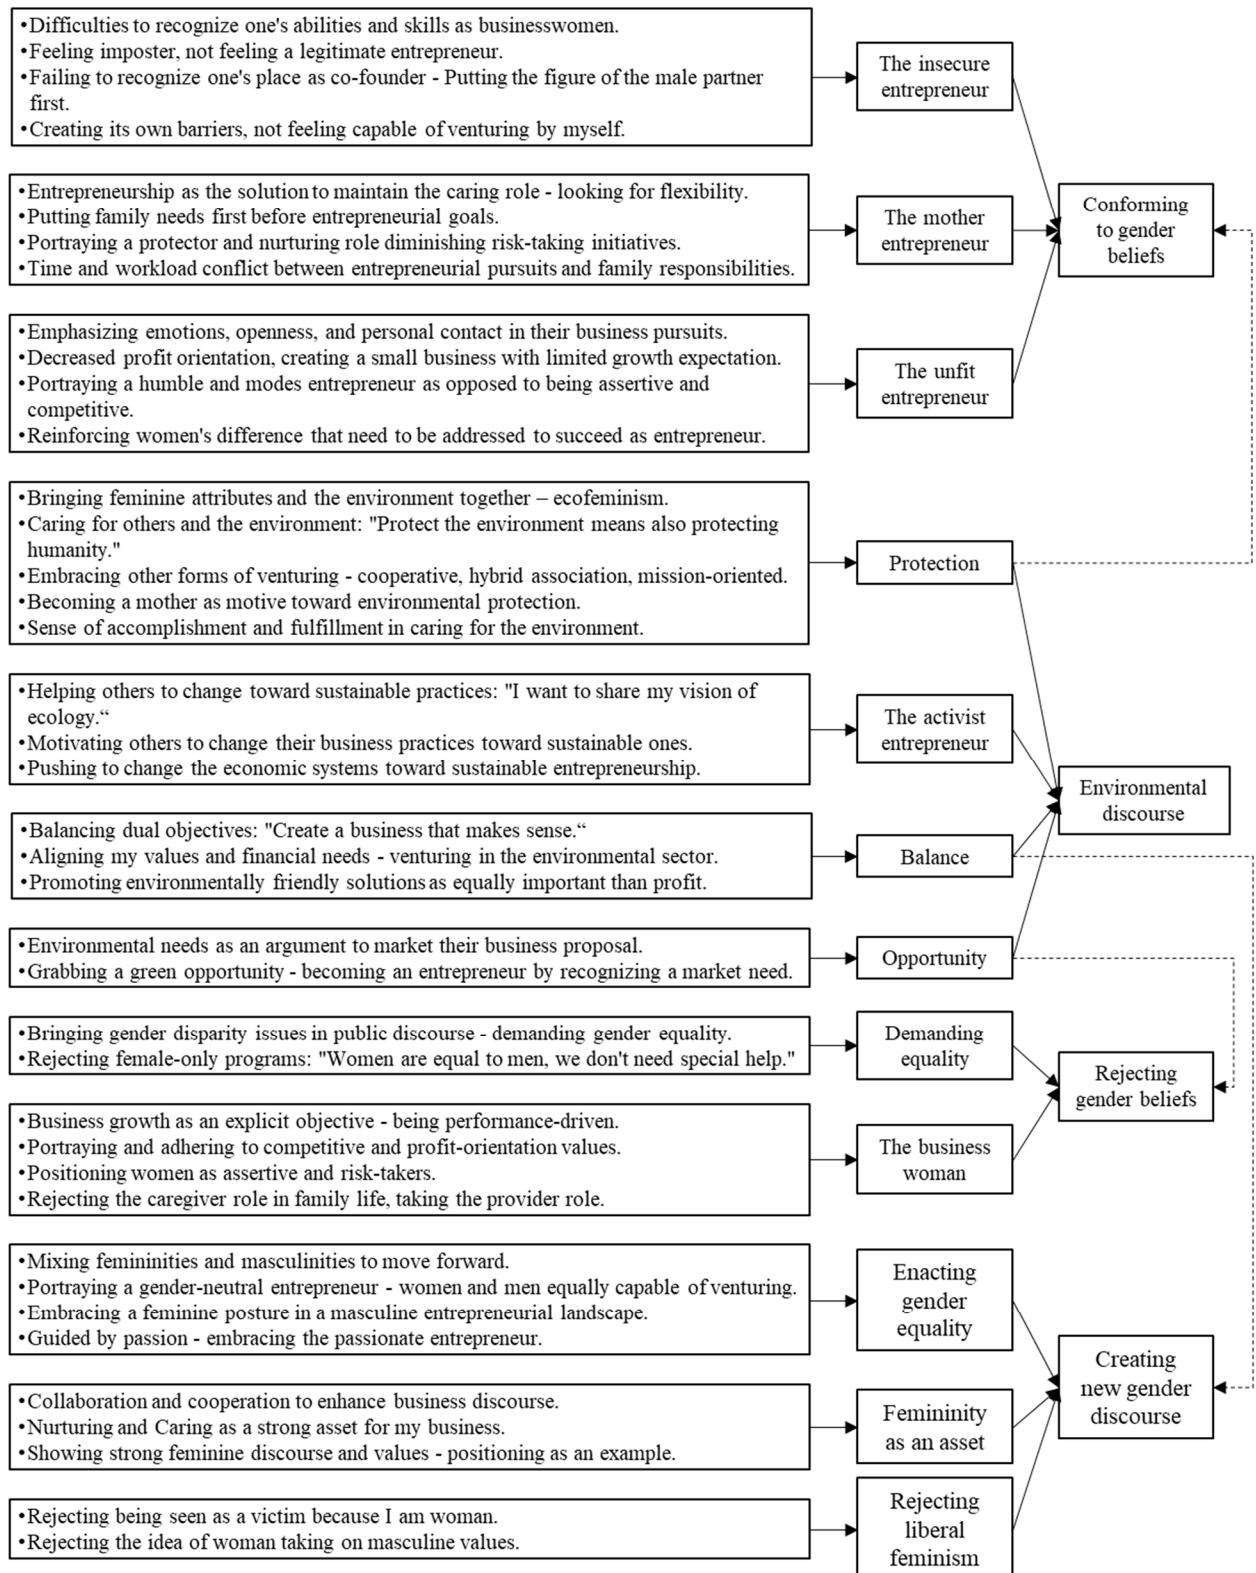 •Difficulties to recognize one's abilities and skills as businesswomen.
•Feeling imposter, not feeling a legitimate entrepreneur.
•Failing to recognize one's place as co-founder - Putting the figure of the male partner
first.
•Creating its own barriers, not feeling capable of venturing by myself.
The insecure
entrepreneur
•Entrepreneurship as the solution to maintain the caring role - looking for flexibility.
•Putting family needs first before entrepreneurial goals.
•Portraying a protector and nurturing role diminishing risk-taking initiatives.
•Time and workload conflict between entrepreneurial pursuits and family responsibilities.
The mother
entrepreneur
Conforming
to gender
beliefs
•Emphasizing emotions, openness, and personal contact in their business pursuits.
•Decreased profit orientation, creating a small business with limited growth expectation.
•Portraying a humble and modes entrepreneur as opposed to being assertive and
competitive.
•Reinforcing women's difference that need to be addressed to succeed as entrepreneur.
The unfit
entrepreneur
•Bringing feminine attributes and the environment together – ecofeminism.
•Caring for others and the environment: "Protect the environment means also protecting
humanity."
•Embracing other forms of venturing - cooperative, hybrid association, mission-oriented.
•Becoming a mother as motive toward environmental protection.
•Sense of accomplishment and fulfillment in caring for the environment.
Protection
•Helping others to change toward sustainable practices: "I want to share my vision of
ecology.“
•Motivating others to change their business practices toward sustainable ones.
•Pushing to change the economic systems toward sustainable entrepreneurship.
The activist
entrepreneur
Environmental
discourse
•Balancing dual objectives: "Create a business that makes sense.“
•Aligning my values and financial needs - venturing in the environmental sector.
•Promoting environmentally friendly solutions as equally important than profit.
Balance
•Environmental needs as an argument to market their business proposal.
•Grabbing a green opportunity - becoming an entrepreneur by recognizing a market need.
Opportunity
•Bringing gender disparity issues in public discourse - demanding gender equality.
•Rejecting female-only programs: "Women are equal to men, we don't need special help."
Demanding
equality
Rejecting
gender beliefs
•Business growth as an explicit objective - being performance-driven.
•Portraying and adhering to competitive and profit-orientation values.
•Positioning women as assertive and risk-takers.
•Rejecting the caregiver role in family life, taking the provider role.
The business
woman
•Mixing femininities and masculinities to move forward.
•Portraying a gender-neutral entrepreneur - women and men equally capable of venturing.
•Embracing a feminine posture in a masculine entrepreneurial landscape.
•Guided by passion - embracing the passionate entrepreneur.
Enacting
gender
equality
Creating
new gender
discourse
•Collaboration and cooperation to enhance business discourse.
•Nurturing and Caring as a strong asset for my business.
•Showing strong feminine discourse and values - positioning as an example.
Femininity
as an asset
•Rejecting being seen as a victim because I am woman.
•Rejecting the idea of woman taking on masculine values.
Rejecting
liberal
feminism